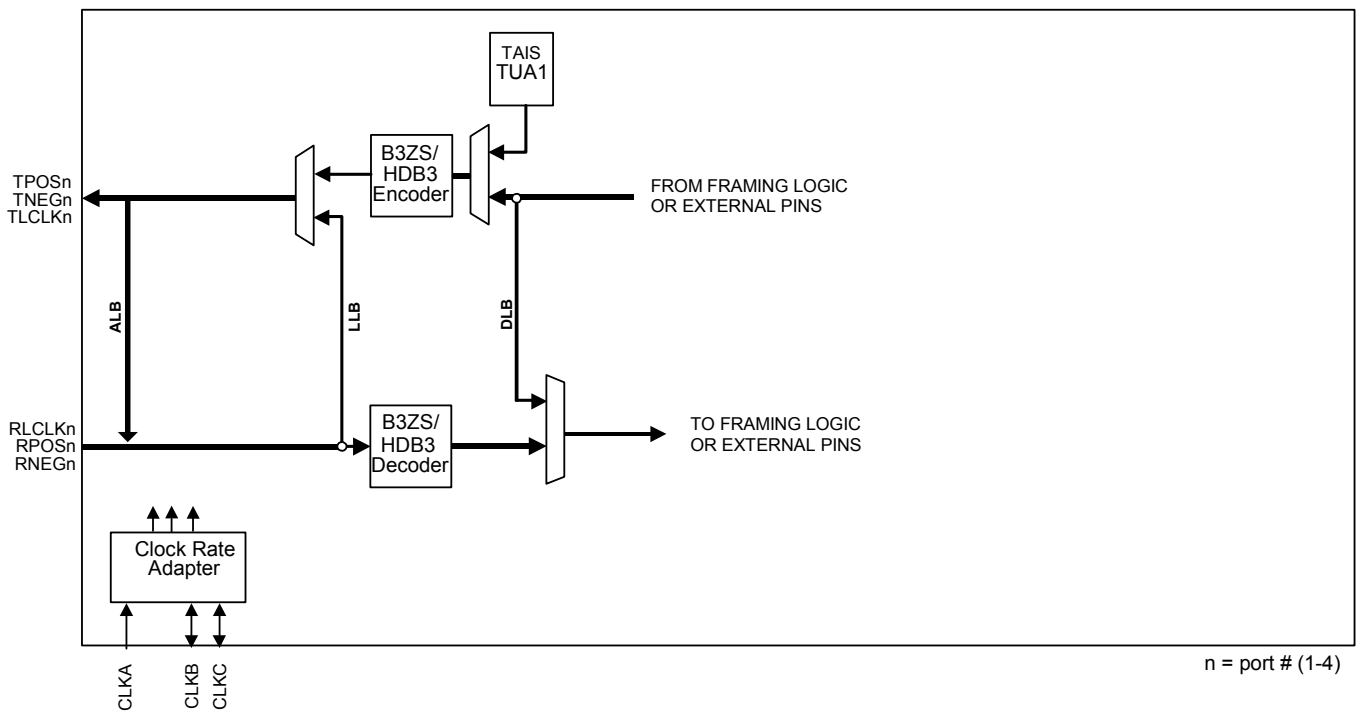 TAIS
TUA1
B3ZS/
HDB3
Encoder
TPOSn
TNEGn
TLCLKn
FROM FRAMING LOGIC
OR EXTERNAL PINS
ALB
LLB
DLB
RLCLKn
RPOSn
RNEGn
B3ZS/
HDB3
Decoder
TO FRAMING LOGIC
OR EXTERNAL PINS
Clock Rate
Adapter
CLKA
CLKB
CLKC
n = port # (1-4)